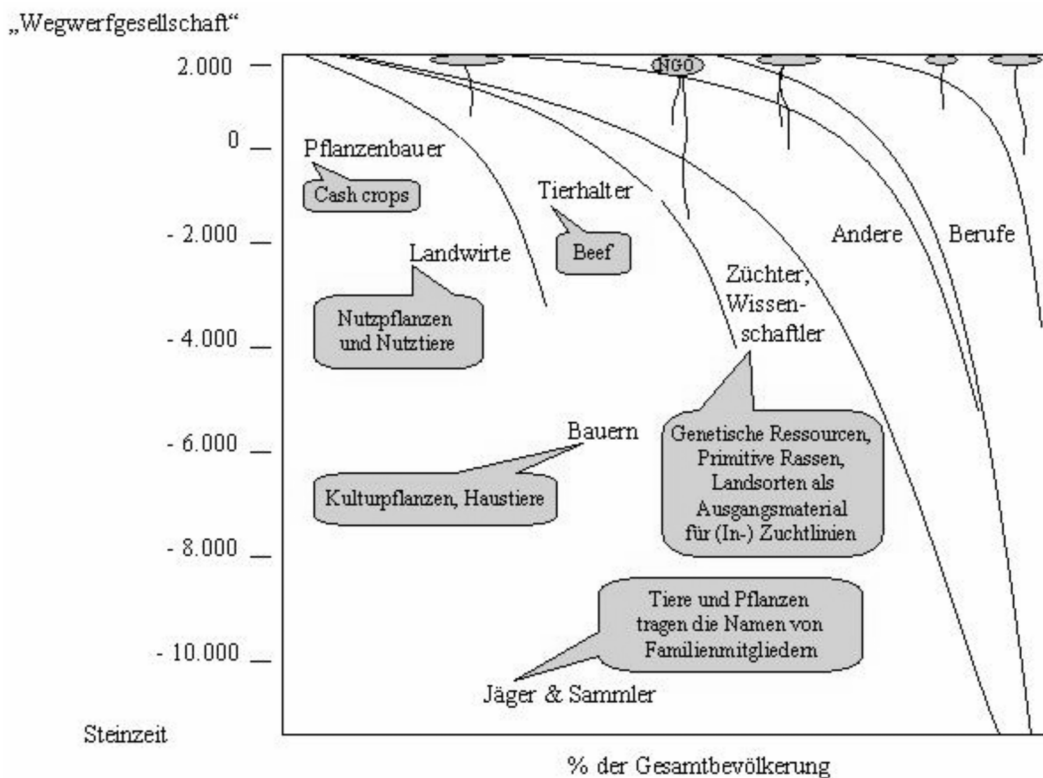 „Wegwerfgesellschaft“
2.000
0
- 2.000
- 4.000
- 6.000
- 8.000
- 10.000
Steinzeit
NGO
Pflanzenbauer
Cash crops
Tierhalter
Beef
Landwirte
Nutzpflanzen
und Nutztiere
Andere
Berufe
Züchter,
Wissen-
schaftler
Genetische Ressourcen,
Primitive Rassen,
Landsorten als
Ausgangsmaterial
für (In-) Zuchtlinien
Bauern
Kulturpflanzen, Haustiere
Tiere und Pflanzen
tragen die Namen von
Familienmitgliedern
Jäger & Sammler
% der Gesamtbevölkerung